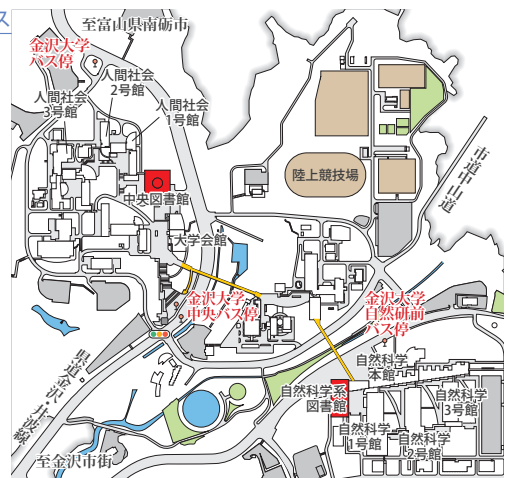 ス
至富山県南砺市
金沢大学
バス停
人間社会
2号館
人間社会
3号館
人間社会
1号館
市道中山道
陸上競技場
中央図書館
大学会館
金沢大学
中央バス停
金沢大学
自然研前
バス停
県道金沢・井波線
自然科学
本館
自然科学系
図書館
自然科学
3号館
自然科学
1号館
自然科学
2号館
至金沢市街